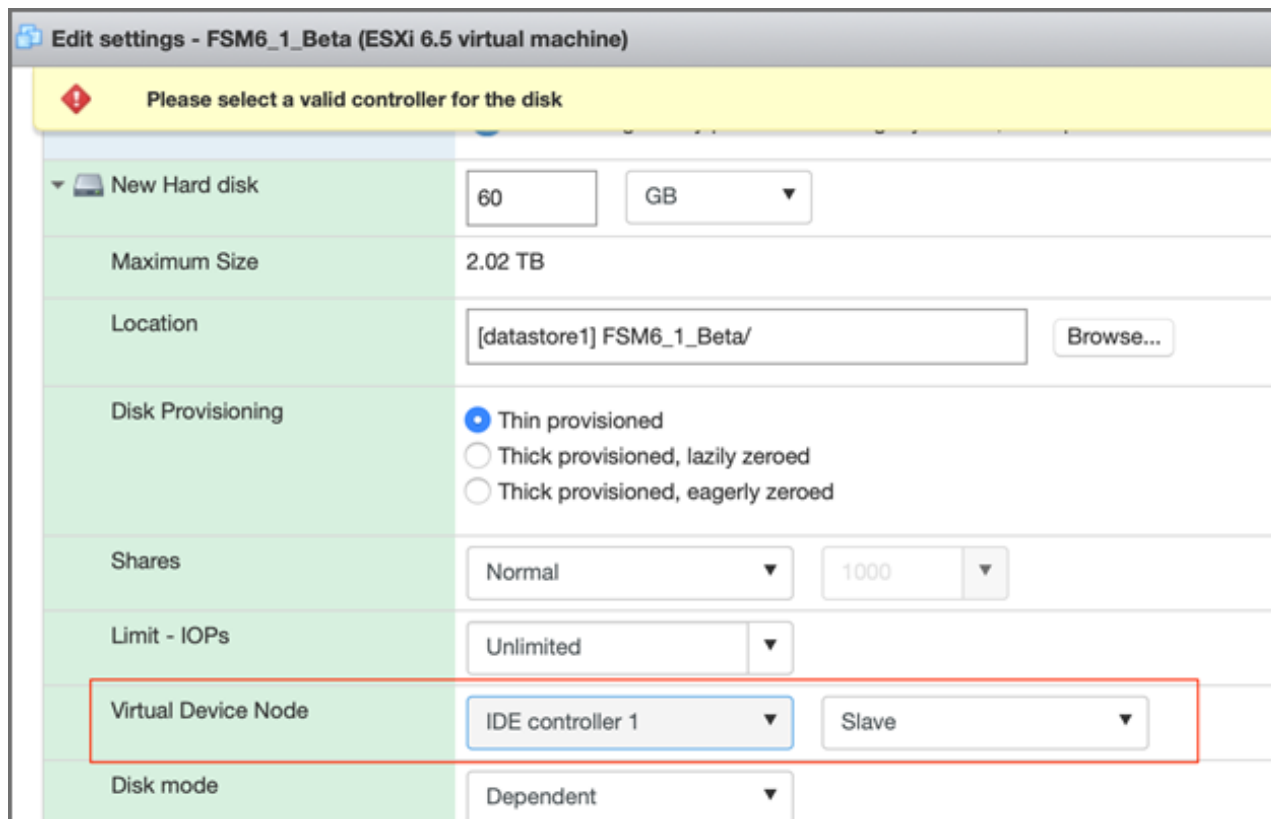 Edit settings - FSM6_1_Beta (ESXi 6.5 virtual machine)
Please select a valid controller for the disk
New Hard disk
60
GB
Maximum Size
2.02 TB
Location
[datastore1] FSM6_1_Beta/
Browse...
Disk Provisioning
Thin provisioned
Thick provisioned, lazily zeroed
Thick provisioned, eagerly zeroed
Shares
Normal
1000
Limit - IOPs
Unlimited
Virtual Device Node
IDE controller 1
Slave
Disk mode
Dependent